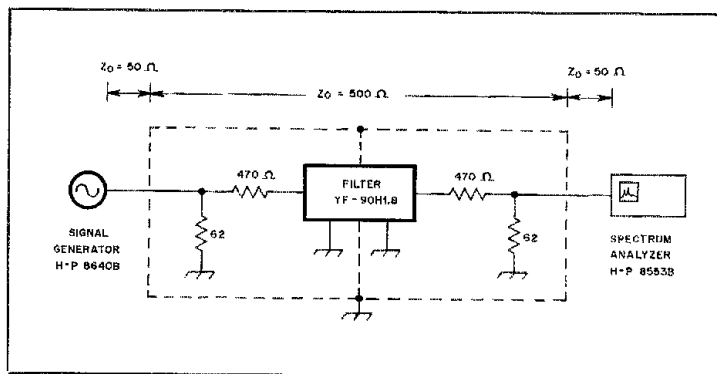 Z₀ = 50 Ω
Z₀ = 500 Ω
Z₀ = 50 Ω
470 Ω
470 Ω
FILTER
YF-90H1.8
62
62
SIGNAL
GENERATOR
H-P 8640B
SPECTRUM
ANALYZER
H-P 8553B